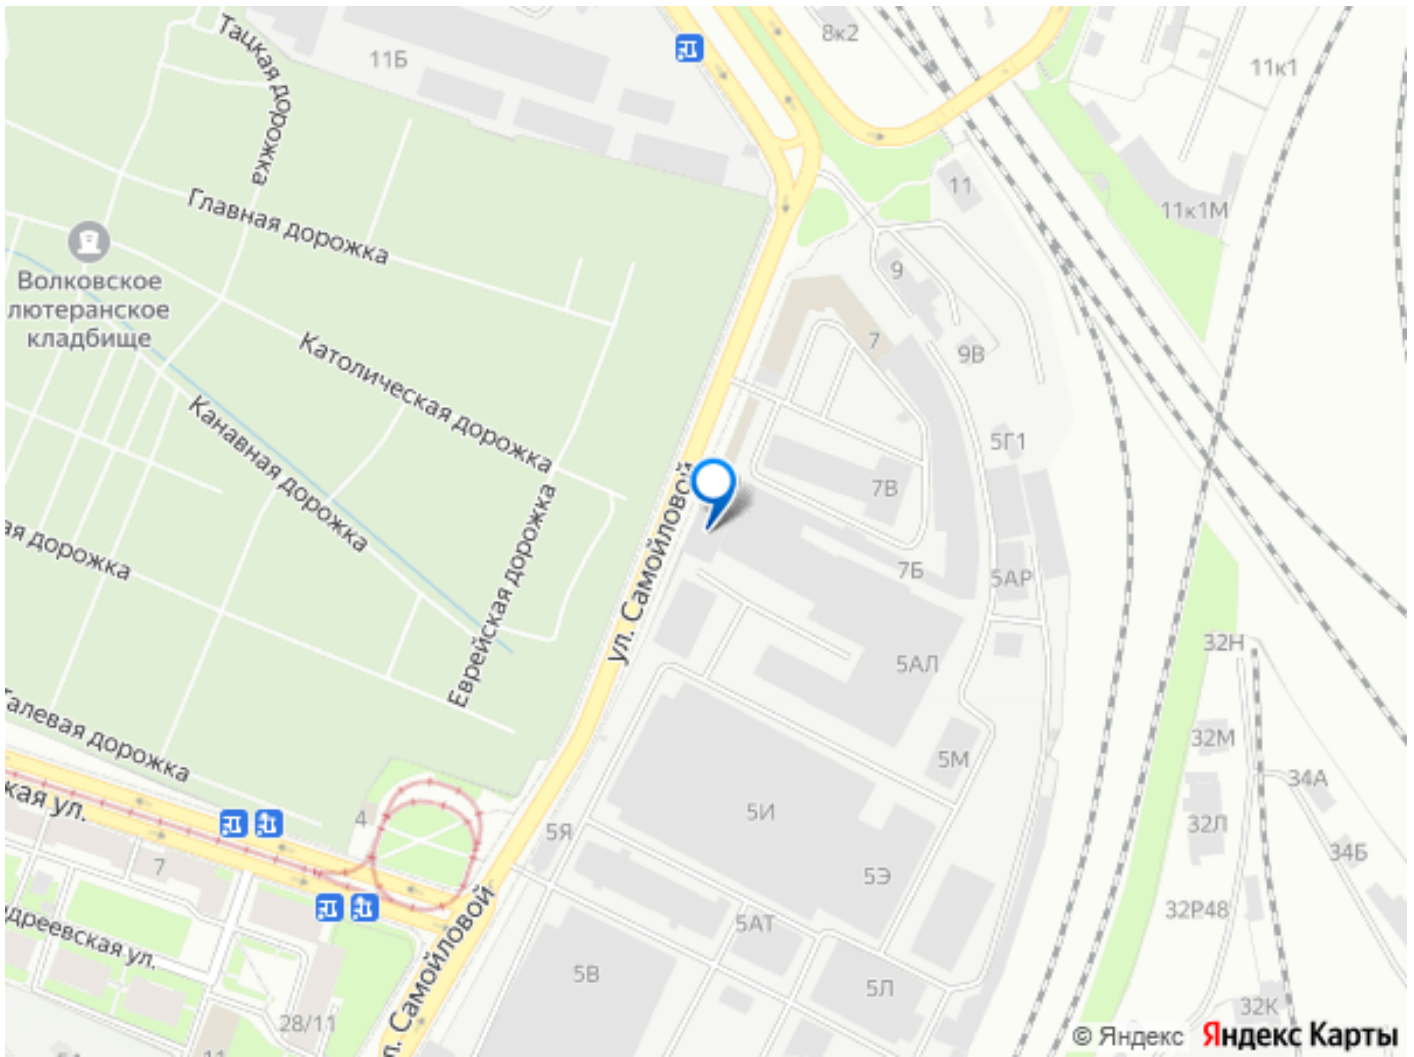 Тацкая дорожка
11Б
8к2
11к1
11
11к1М
Главная дорожка
Волковское
лютеранское
кладбище
9
7
9В
Католическая дорожка
Канавная дорожка
5Г1
7В
ул. Самойловой
Еврейская дорожка
ая дорожка
7Б
5АР
32Н
5АЛ
алевая дорожка
5М
32М
34А
кая ул.
4
5Я
5И
32Л
34Б
7
5Э
32Р48
5АТ
дреевская ул.
л. Самойловой
5В
5Л
28/11
32К
11
© Яндекс Яндекс Карты